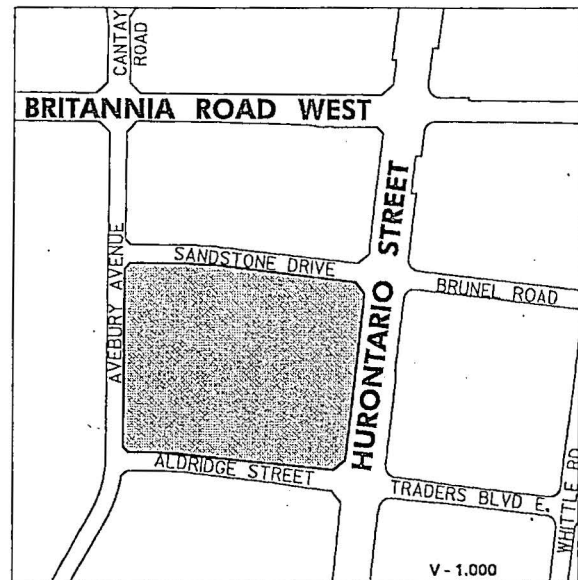 CANTAY
ROAD
BRITANNIA ROAD WEST
HURONTARIO STREET
SANDSTONE DRIVE
BRUNEL ROAD
AVEBURY AVENUE
ALDRIDGE STREET
TRADERS BLVD E.
WHITTLE RD
V - 1.000